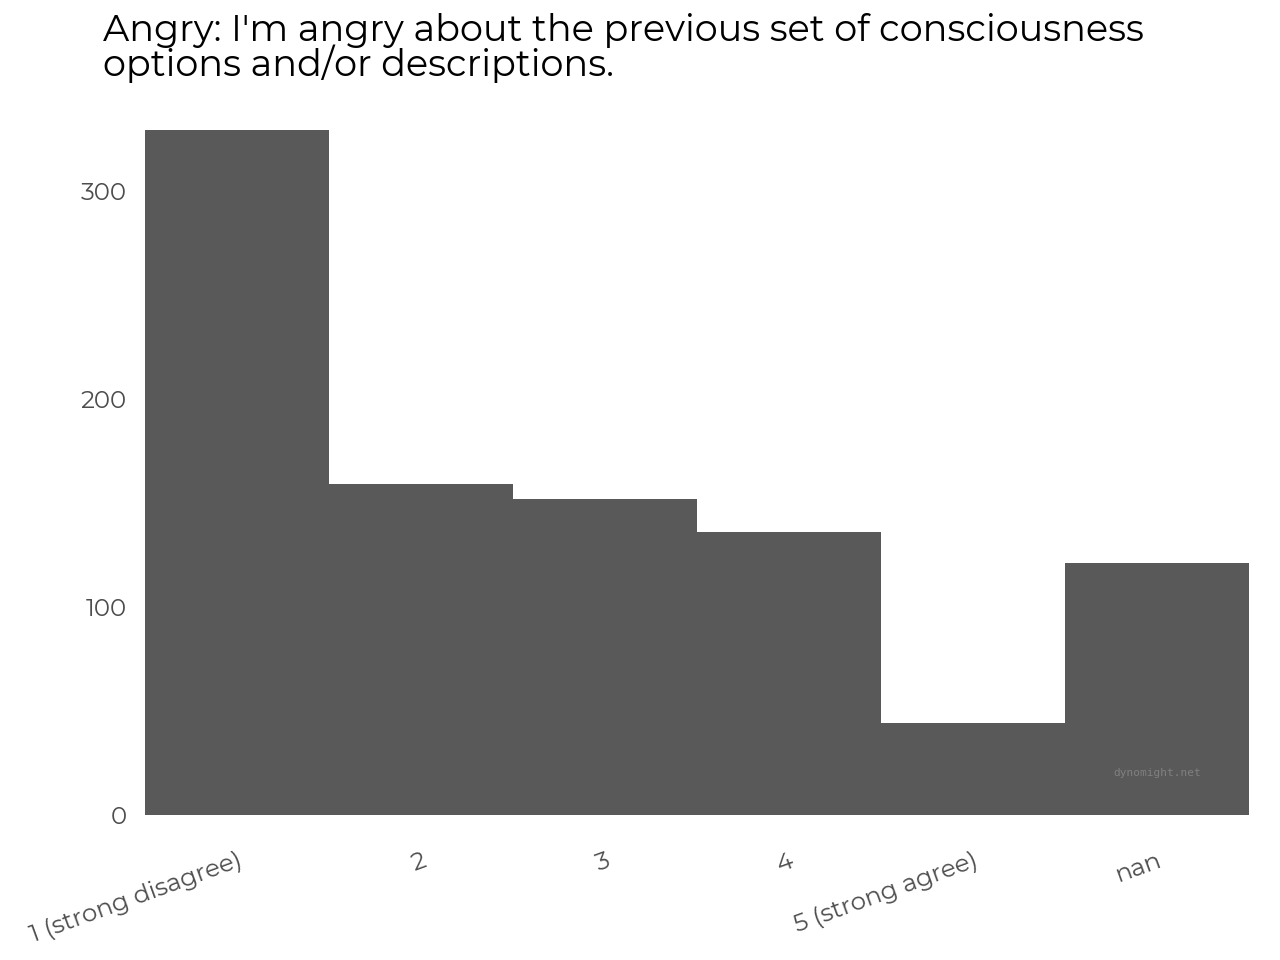 Angry: I'm angry about the previous set of consciousness
options and/or descriptions.
300
200
100
0
1 (strong disagree)
2
3
4
5 (strong agree)
nan
dynomight.net